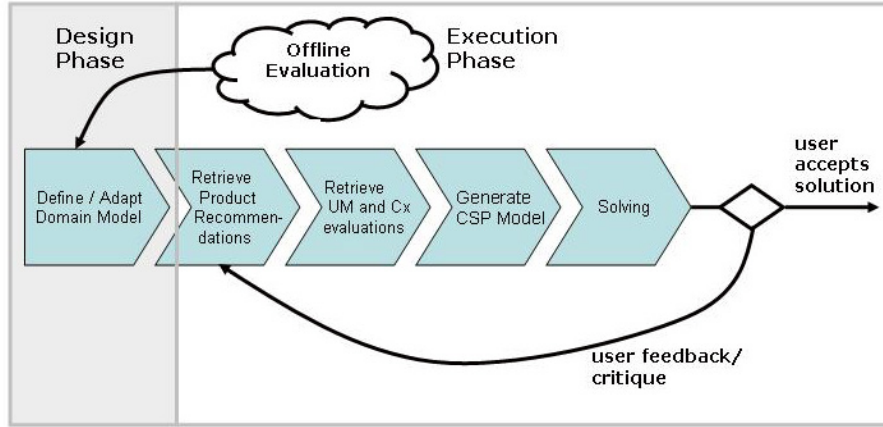 Design
Phase
Offline
Evaluation
Execution
Phase
Define / Adapt
Domain Model
Retrieve
Product
Recommen-
dations
Retrieve
UM and Cx
evaluations
Generate
CSP Model
Solving
user
accepts
solution
user feedback/
critique